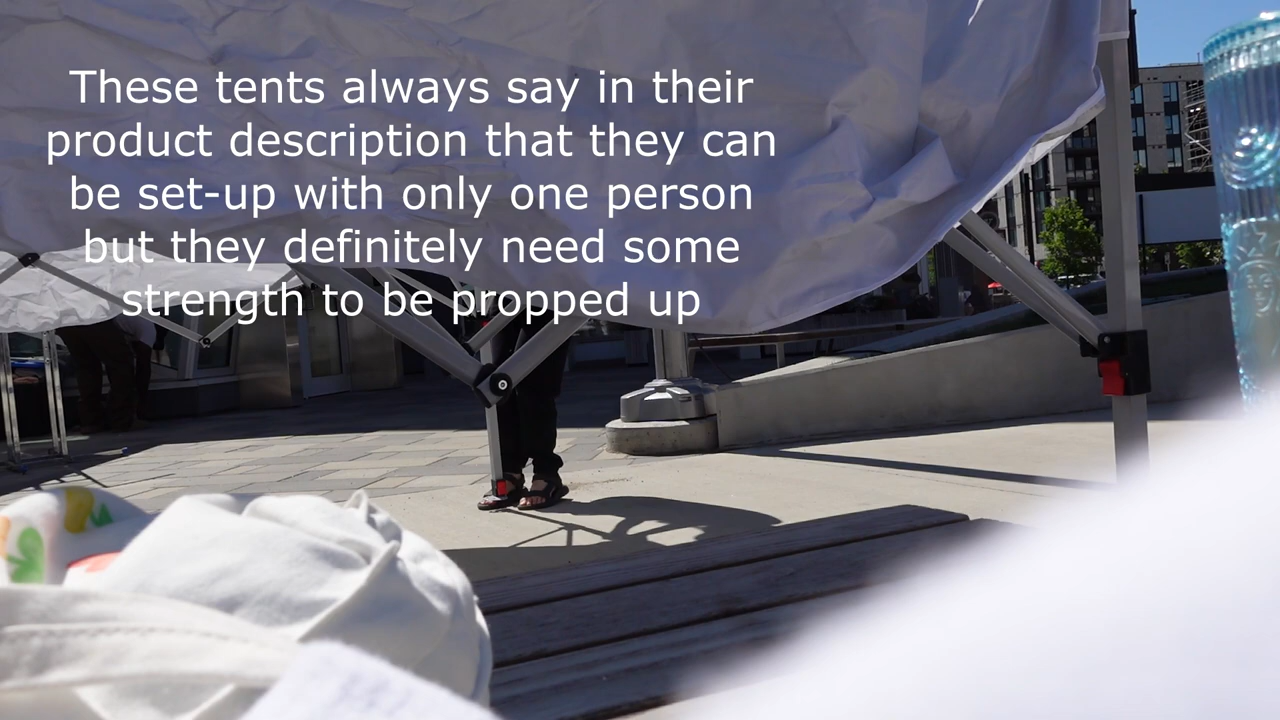 These tents always say in their
product description that they can
be set-up with only one person
but they definitely need some
strength to be propped up